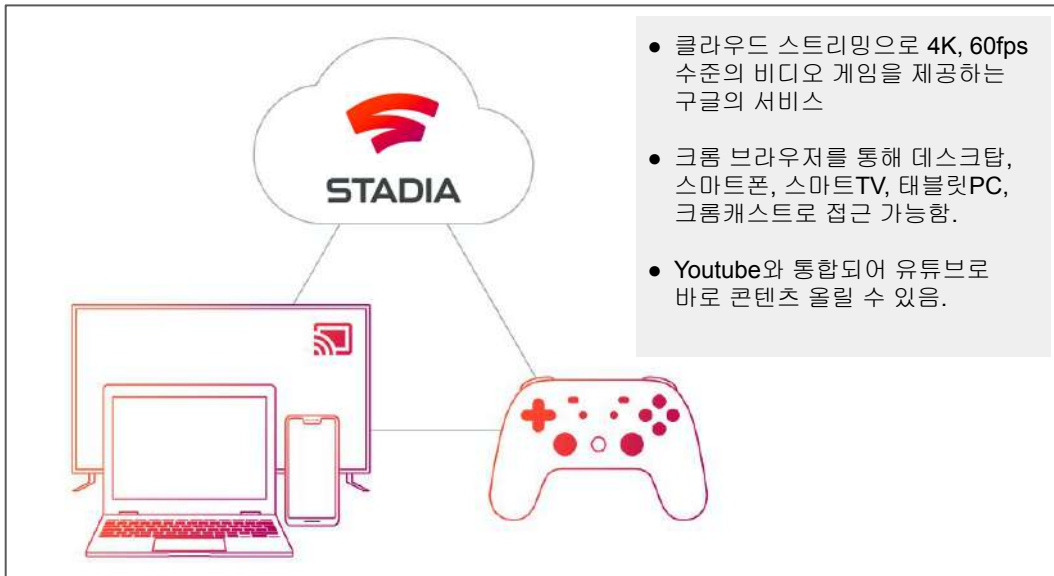 STADIA
● 클라우드 스트리밍으로 4K, 60fps
수준의 비디오 게임을 제공하는
구글의 서비스
● 크롬 브라우저를 통해 데스크탑,
스마트폰, 스마트TV, 태블릿PC,
크롬캐스트로 접근 가능함.
● Youtube와 통합되어 유튜브로
바로 콘텐츠 올릴 수 있음.